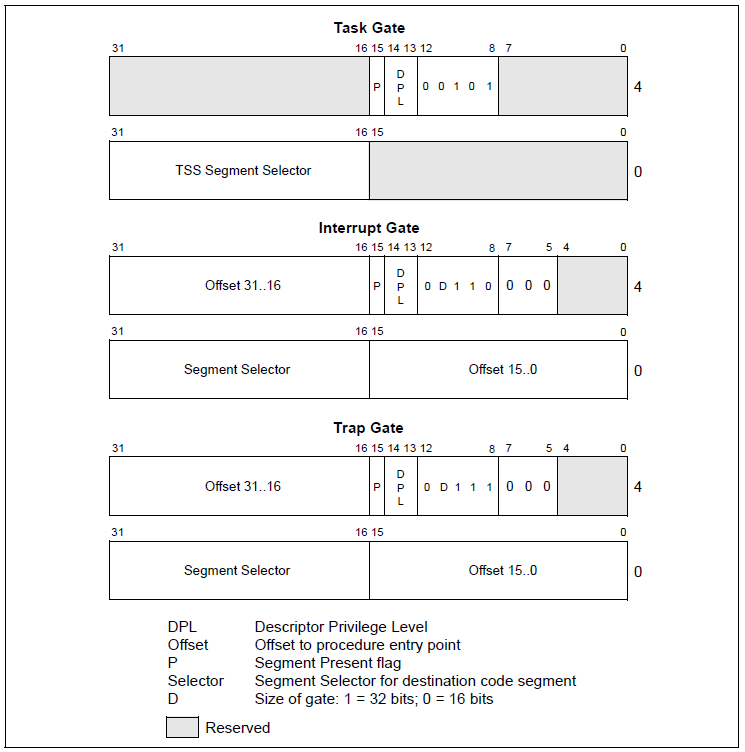 Task Gate
31 16 15 14 13 12 8 7 0
P D P L 0 0 1 0 1 4
31 16 15 0
TSS Segment Selector 0
Interrupt Gate
31 16 15 14 13 12 8 7 5 4 0
Offset 31..16 P D P L 0 D 1 1 0 0 0 0 4
31 16 15 0
Segment Selector Offset 15..0 0
Trap Gate
31 16 15 14 13 12 8 7 5 4 0
Offset 31..16 P D P L 0 D 1 1 1 0 0 0 4
31 16 15 0
Segment Selector Offset 15..0 0
DPL Descriptor Privilege Level
Offset Offset to procedure entry point
P Segment Present flag
Selector Segment Selector for destination code segment
D Size of gate: 1 = 32 bits; 0 = 16 bits
Reserved